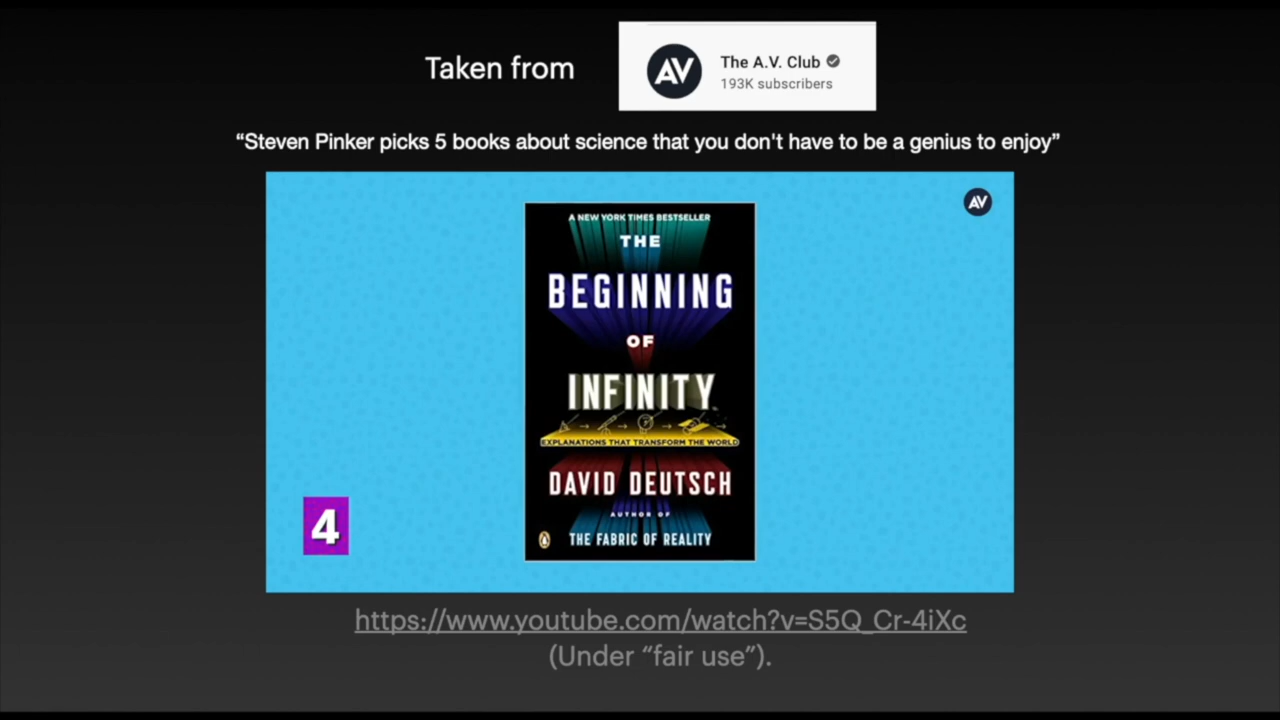 Taken from
AV
The A.V. Club
193K subscribers
“Steven Pinker picks 5 books about science that you don't have to be a genius to enjoy”
AV
A NEW YORK TIMES BESTSELLER
THE
BEGINNING
OF
INFINITY
EXPLANATIONS THAT TRANSFORM THE WORLD
DAVID DEUTSCH
AUTHOR OF
THE FABRIC OF REALITY
4
https://www.youtube.com/watch?v=S5Q_Cr-4iXc
(Under “fair use”).